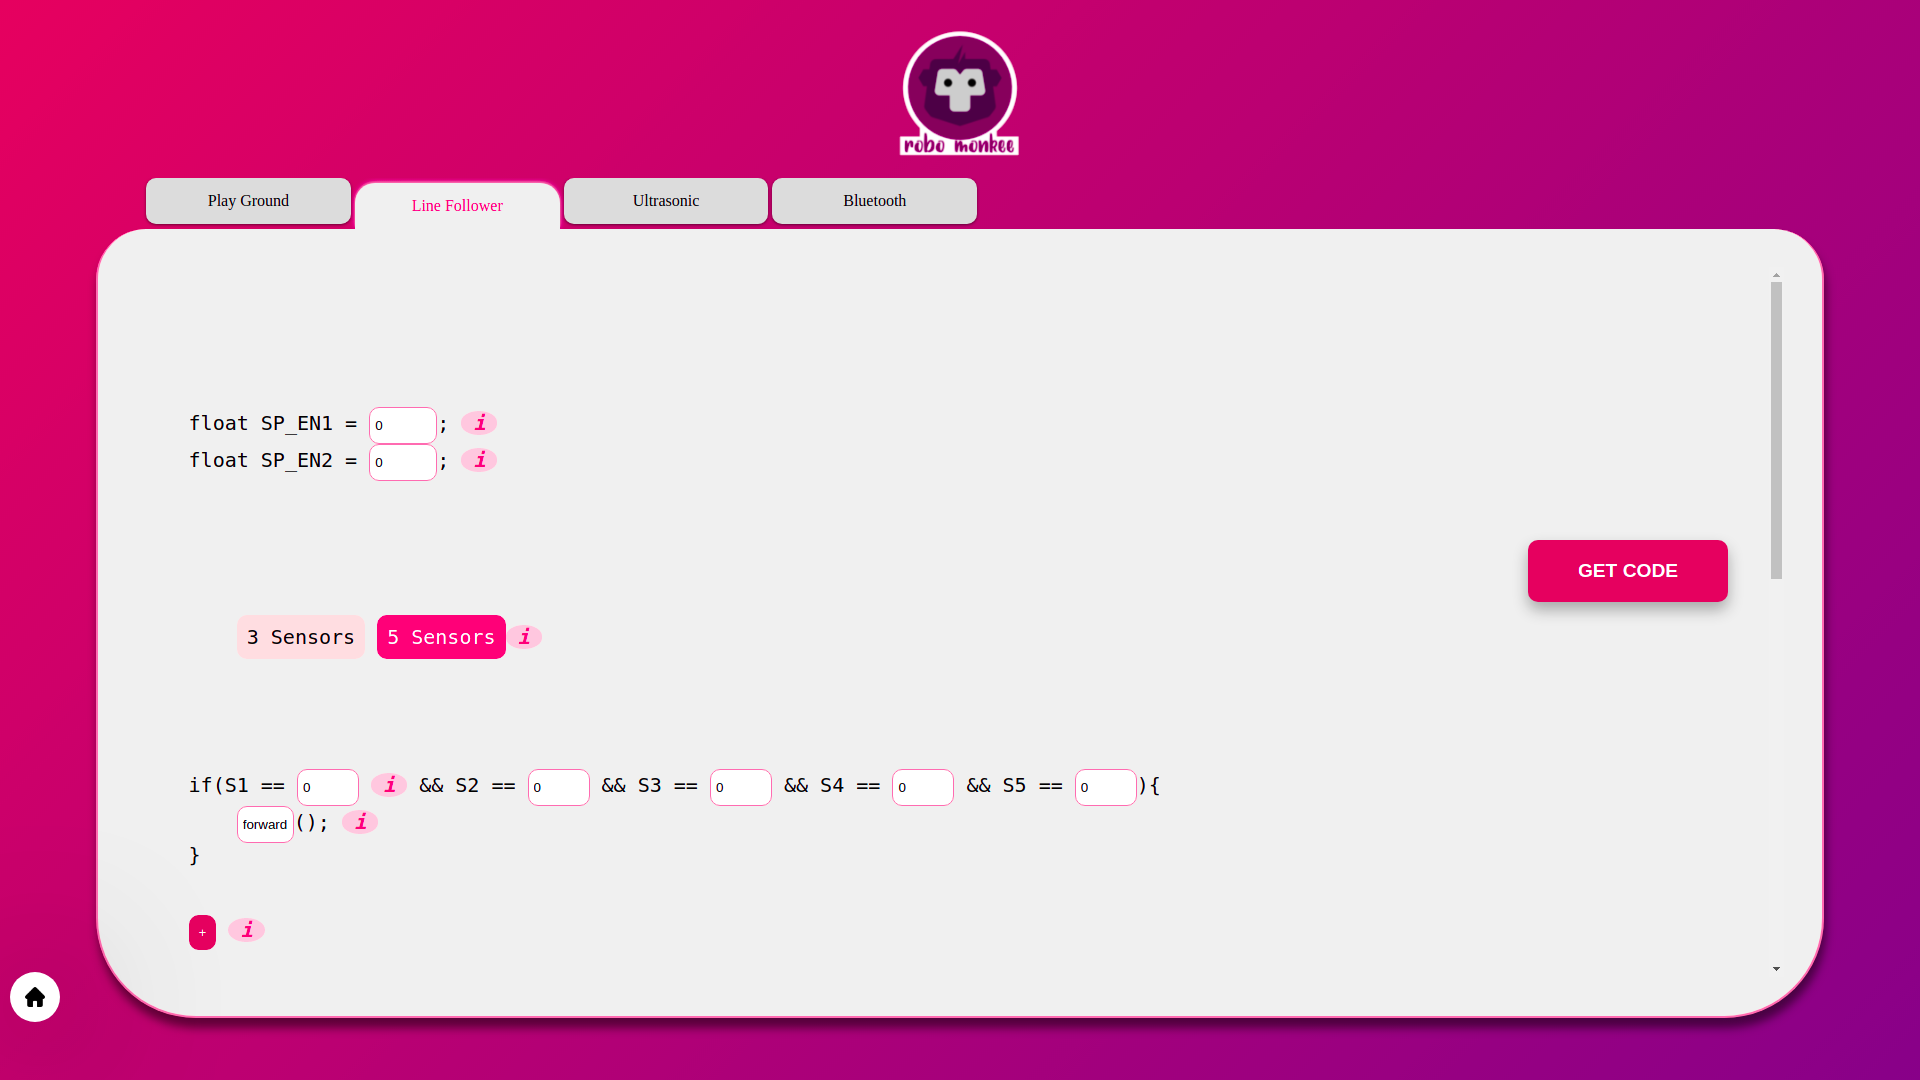 robo monkee
Play Ground
Line Follower
Ultrasonic
Bluetooth
float SP_EN1 = 0; i
float SP_EN2 = 0; i
GET CODE
3 Sensors 5 Sensors i
if(S1 == 0 i && S2 == 0 && S3 == 0 && S4 == 0 && S5 == 0){
forward(); i
}
+ i